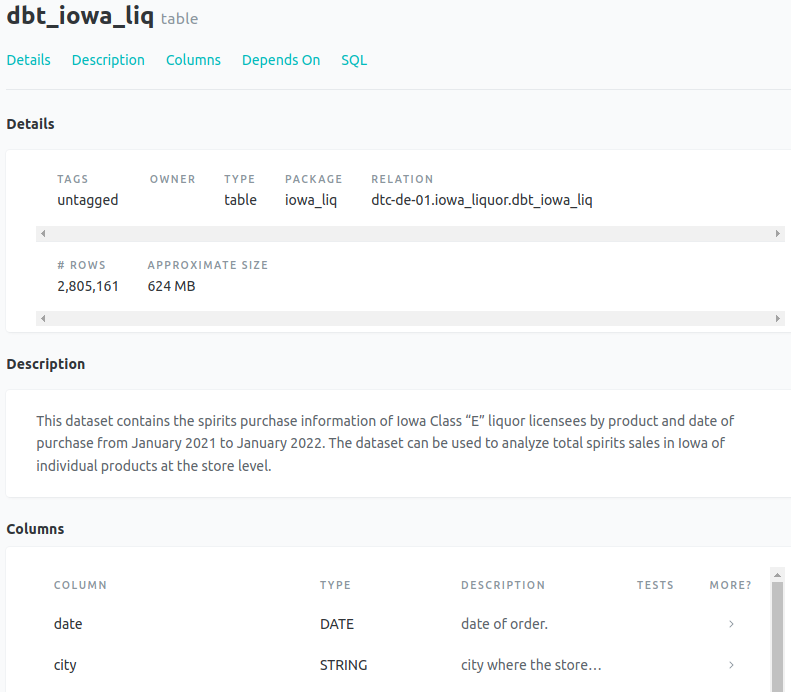 dbt_iowa_liq table
Details Description Columns Depends On SQL
Details
TAGS OWNER TYPE PACKAGE RELATION
untagged table iowa_liq dtc-de-01.iowa_liquor.dbt_iowa_liq
# ROWS APPROXIMATE SIZE
2,805,161 624 MB
Description
This dataset contains the spirits purchase information of Iowa Class “E” liquor licensees by product and date of
purchase from January 2021 to January 2022. The dataset can be used to analyze total spirits sales in Iowa of
individual products at the store level.
Columns
COLUMN TYPE DESCRIPTION TESTS MORE?
date DATE date of order.
city STRING city where the store…